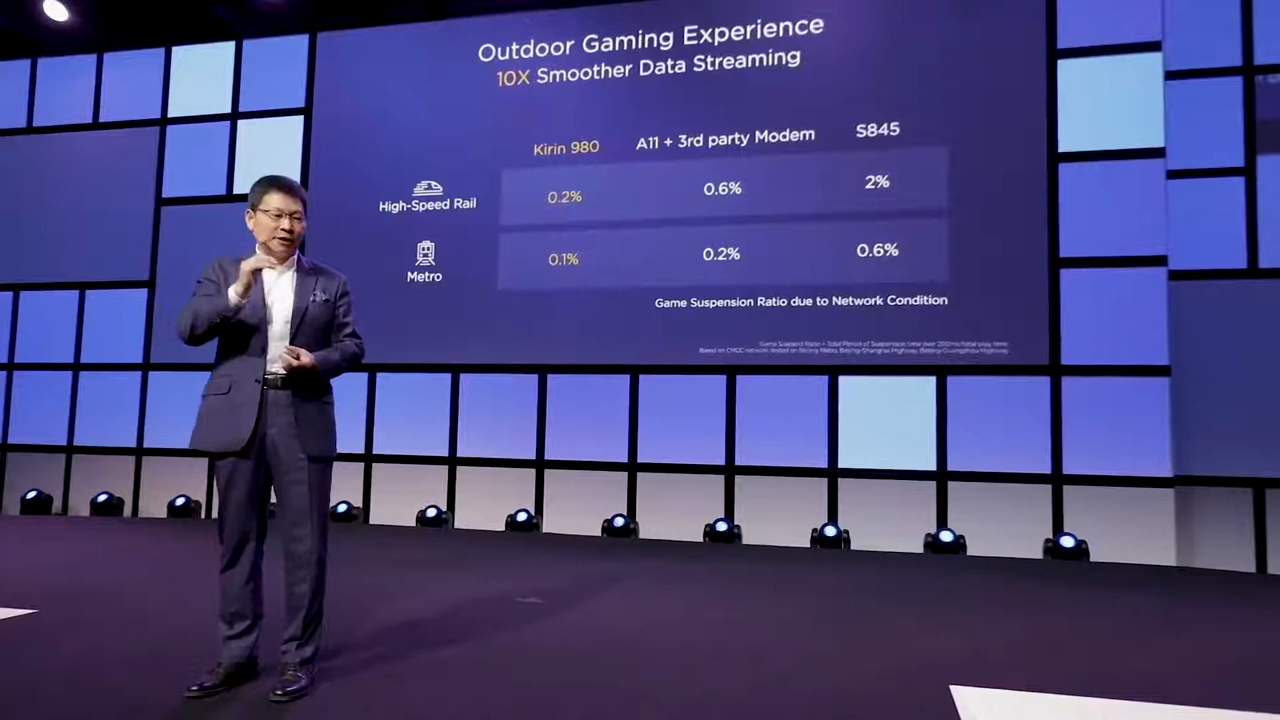 Outdoor Gaming Experience
10X Smoother Data Streaming
Kirin 980 A11 + 3rd party Modem S845
High-Speed Rail 0.2% 0.6% 2%
Metro 0.1% 0.2% 0.6%
Game Suspension Ratio due to Network Condition